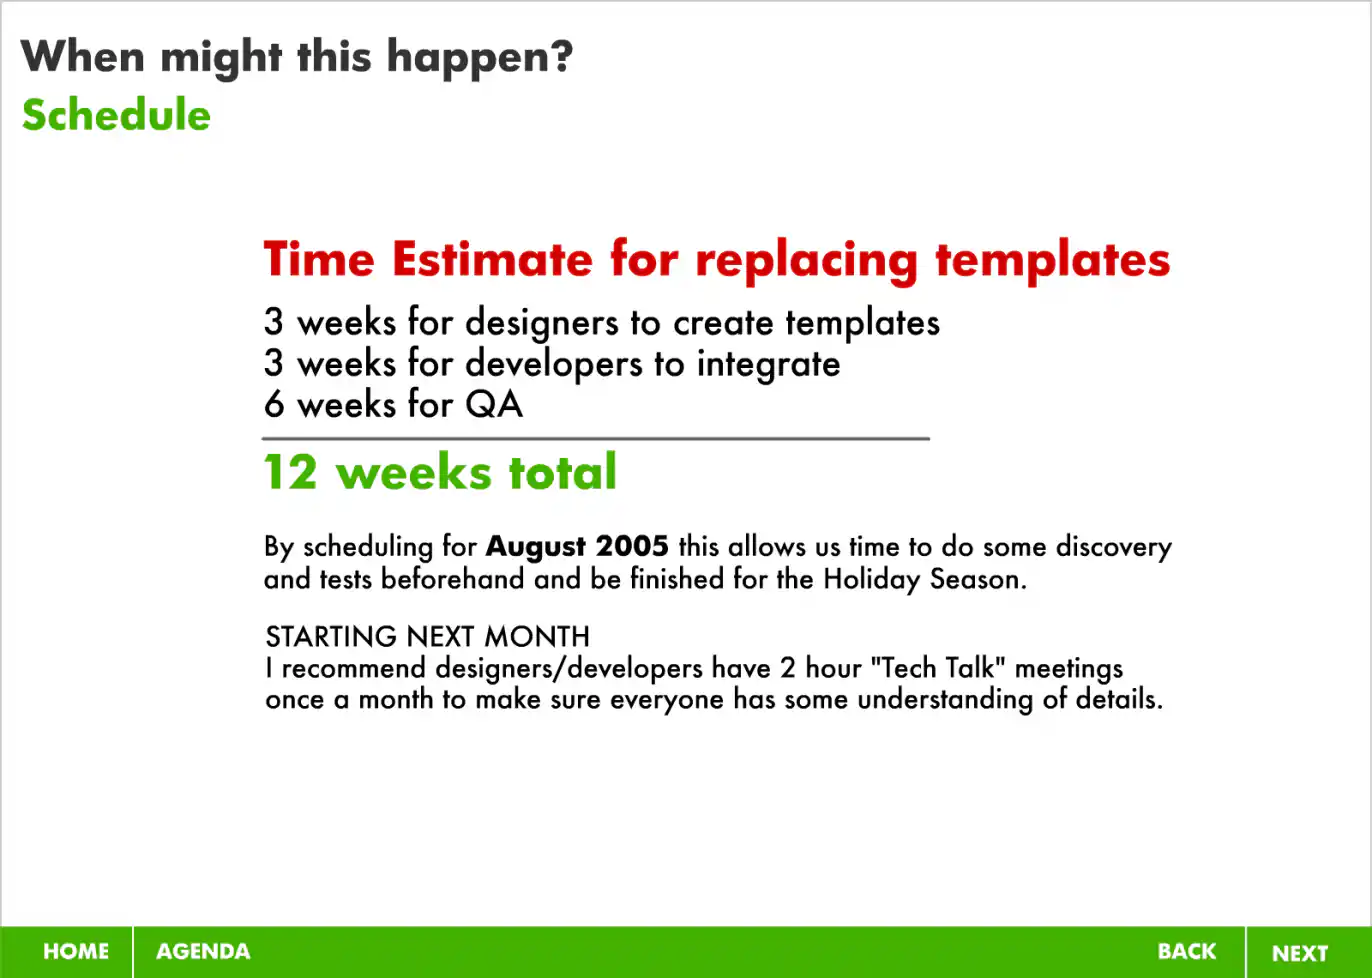 When might this happen?
Schedule
Time Estimate for replacing templates
3 weeks for designers to create templates
3 weeks for developers to integrate
6 weeks for QA
12 weeks total
By scheduling for August 2005 this allows us time to do some discovery
and tests beforehand and be finished for the Holiday Season.
STARTING NEXT MONTH
I recommend designers/developers have 2 hour "Tech Talk" meetings
once a month to make sure everyone has some understanding of details.
HOME AGENDA BACK NEXT